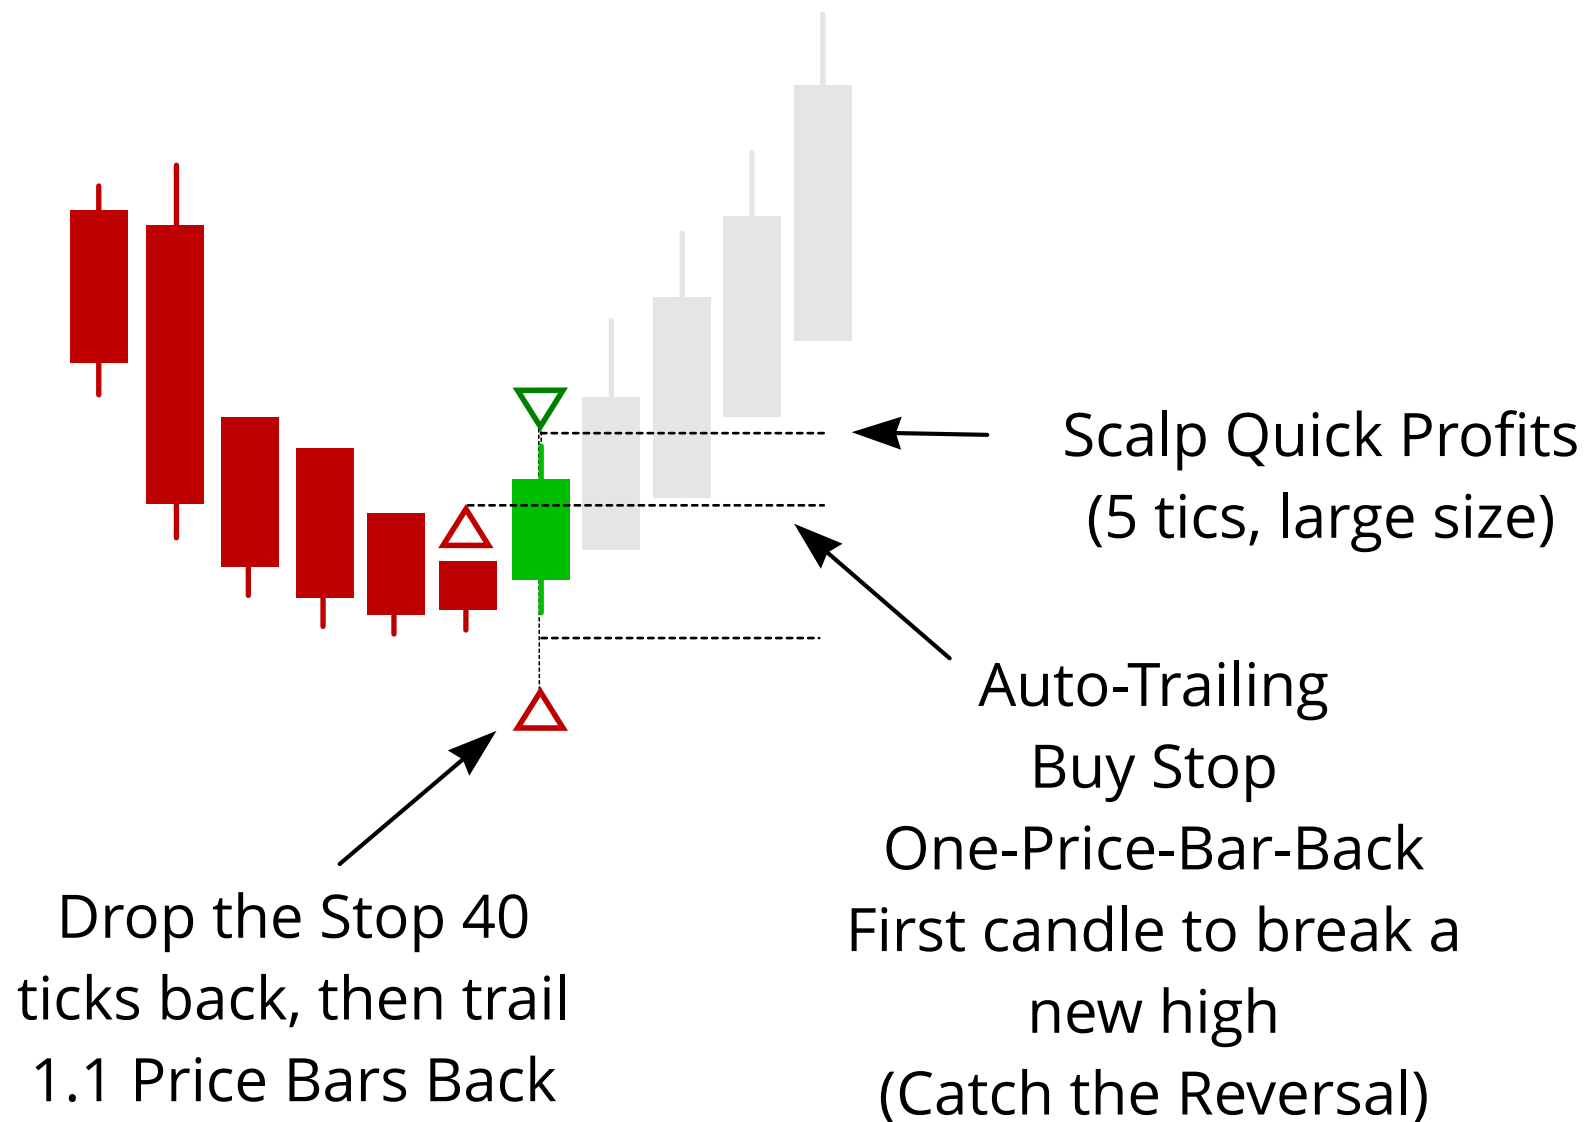 Scalp Quick Profits
(5 tics, large size)
Auto-Trailing
Buy Stop
One-Price-Bar-Back
First candle to break a
new high
(Catch the Reversal)
Drop the Stop 40
ticks back, then trail
1.1 Price Bars Back